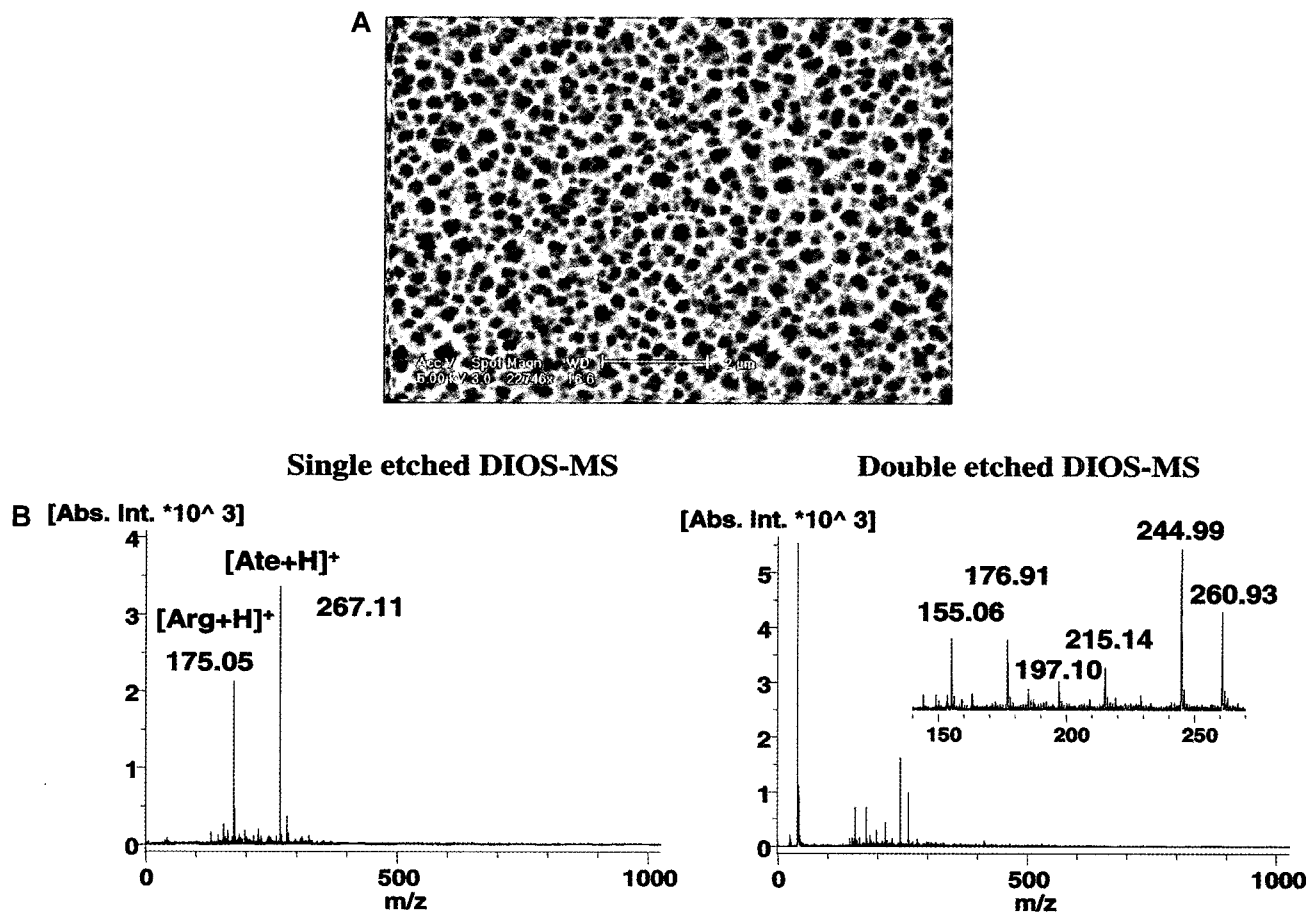 A
Acc.V Spot Magn WD 2 μm
5.00 kV 3.0 22746x 16.6
Single etched DIOS-MS
Double etched DIOS-MS
B [Abs. Int. *10^ 3]
4
3
2
1
0
[Ate+H]+
267.11
[Arg+H]+
175.05
0 500 1000
m/z
[Abs. Int. *10^ 3]
5
4
3
2
1
0
244.99
176.91
260.93
155.06
215.14
197.10
150 200 250
0 500 1000
m/z